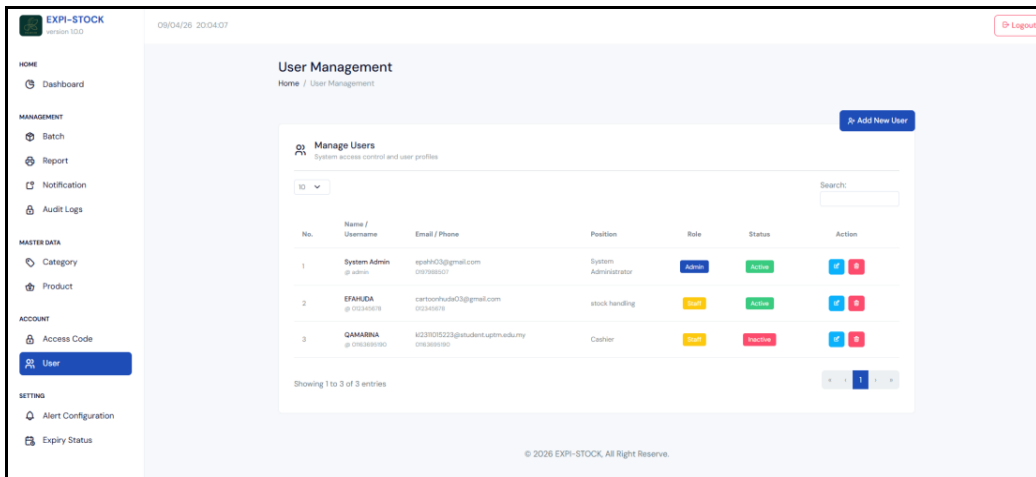 EXPI-STOCK
version 1.0.0
09/04/26 20:04:07
Logout
HOME
Dashboard
MANAGEMENT
Batch
Report
Notification
Audit Logs
MASTER DATA
Category
Product
ACCOUNT
Access Code
User
SETTING
Alert Configuration
Expiry Status
User Management
Home / User Management
Add New User
Manage Users
System access control and user profiles
10
Search:
No. Name / Username Email / Phone Position Role Status Action
1 System Admin @ admin epahh03@gmail.com System Administrator Admin Active
2 EFAHUDA @ 012345678 cartoonhuda03@gmail.com 012345678 stock handling Staff Active
3 QAMARINA @ 01163695190 kl2311015223@student.uptm.edu.my 01163695190 Cashier Staff Inactive
Showing 1 to 3 of 3 entries
« ‹ 1 › »
© 2026 EXPI-STOCK, All Right Reserve.